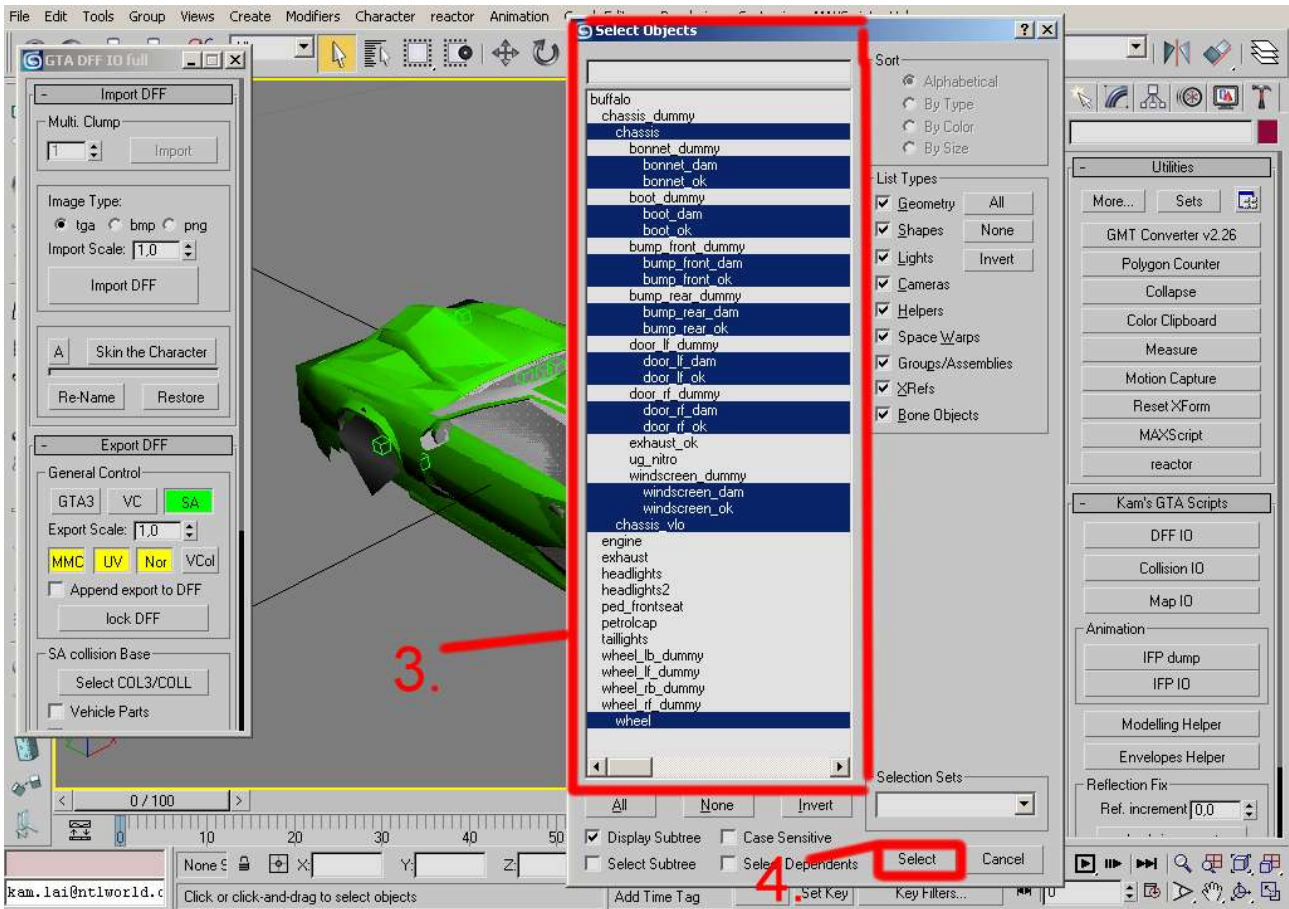 File Edit Tools Group Views Create Modifiers Character reactor Animation
GTA DFF IO full
- Import DFF
Multi. Clump
1 Import
Image Type:
tga bmp png
Import Scale: 1,0
Import DFF
A Skin the Character
Re-Name Restore
- Export DFF
General Control
GTA3 VC SA
Export Scale: 1,0
MMC UV Nor VCol
Append export to DFF
lock DFF
SA collision Base
Select COL3/COLL
Vehicle Parts
3.
Select Objects
buffalo
chassis_dummy
chassis
bonnet_dummy
bonnet_dam
bonnet_ok
boot_dummy
boot_dam
boot_ok
bump_front_dummy
bump_front_dam
bump_front_ok
bump_rear_dummy
bump_rear_dam
bump_rear_ok
door_lf_dummy
door_lf_dam
door_lf_ok
door_rf_dummy
door_rf_dam
door_rf_ok
exhaust_ok
ug_nitro
windscreen_dummy
windscreen_dam
windscreen_ok
chassis_vlo
engine
exhaust
headlights
headlights2
ped_frontseat
petrolcap
taillights
wheel_lb_dummy
wheel_lf_dummy
wheel_rb_dummy
wheel_rf_dummy
wheel
All None Invert
Display Subtree Case Sensitive
Select Subtree Select Dependents
4.
Sort
Alphabetical
By Type
By Color
By Size
List Types
Geometry All
Shapes None
Lights Invert
Cameras
Helpers
Space Warps
Groups/Assemblies
XRefs
Bone Objects
Selection Sets
Select Cancel
- Utilities
More... Sets
GMT Converter v2.26
Polygon Counter
Collapse
Color Clipboard
Measure
Motion Capture
Reset XForm
MAXScript
reactor
- Kam's GTA Scripts
DFF IO
Collision IO
Map IO
Animation
IFP dump
IFP IO
Modelling Helper
Envelopes Helper
Reflection Fix
Ref. increment 0,0
< 0 / 100 >
0 10 20 30 40 50
None S X: Y: Z:
kam.lai@ntlworld.c
Click or click-and-drag to select objects
Add Time Tag
Set Key Key Filters... 0